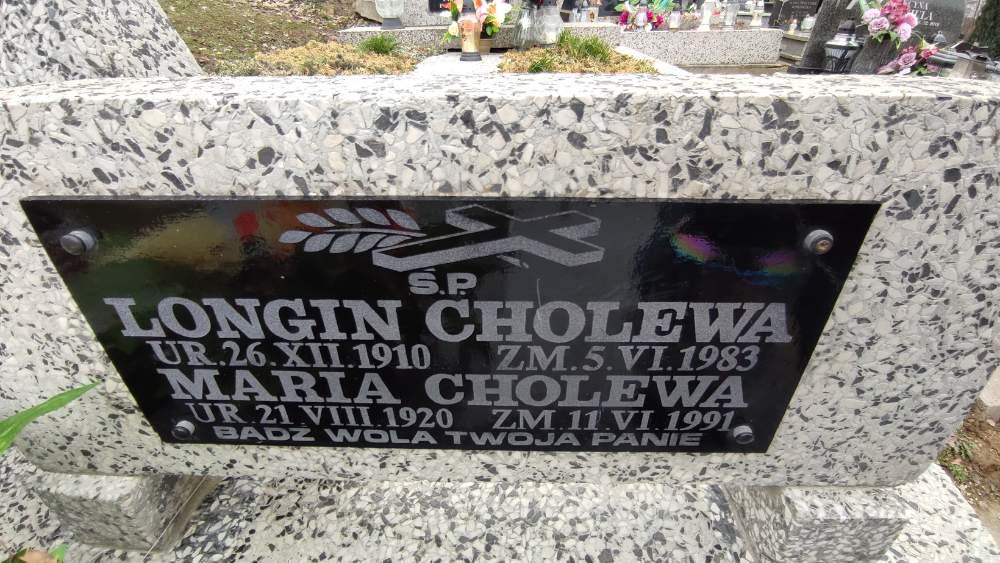 Ś.P.
LONGIN CHOLEWA
UR. 26. XII. 1910 ZM. 5. VI. 1983
MARIA CHOLEWA
UR. 21 VIII 1920 ZM. 11 VI. 1991
BĄDŹ WOLA TWOJA PANIE